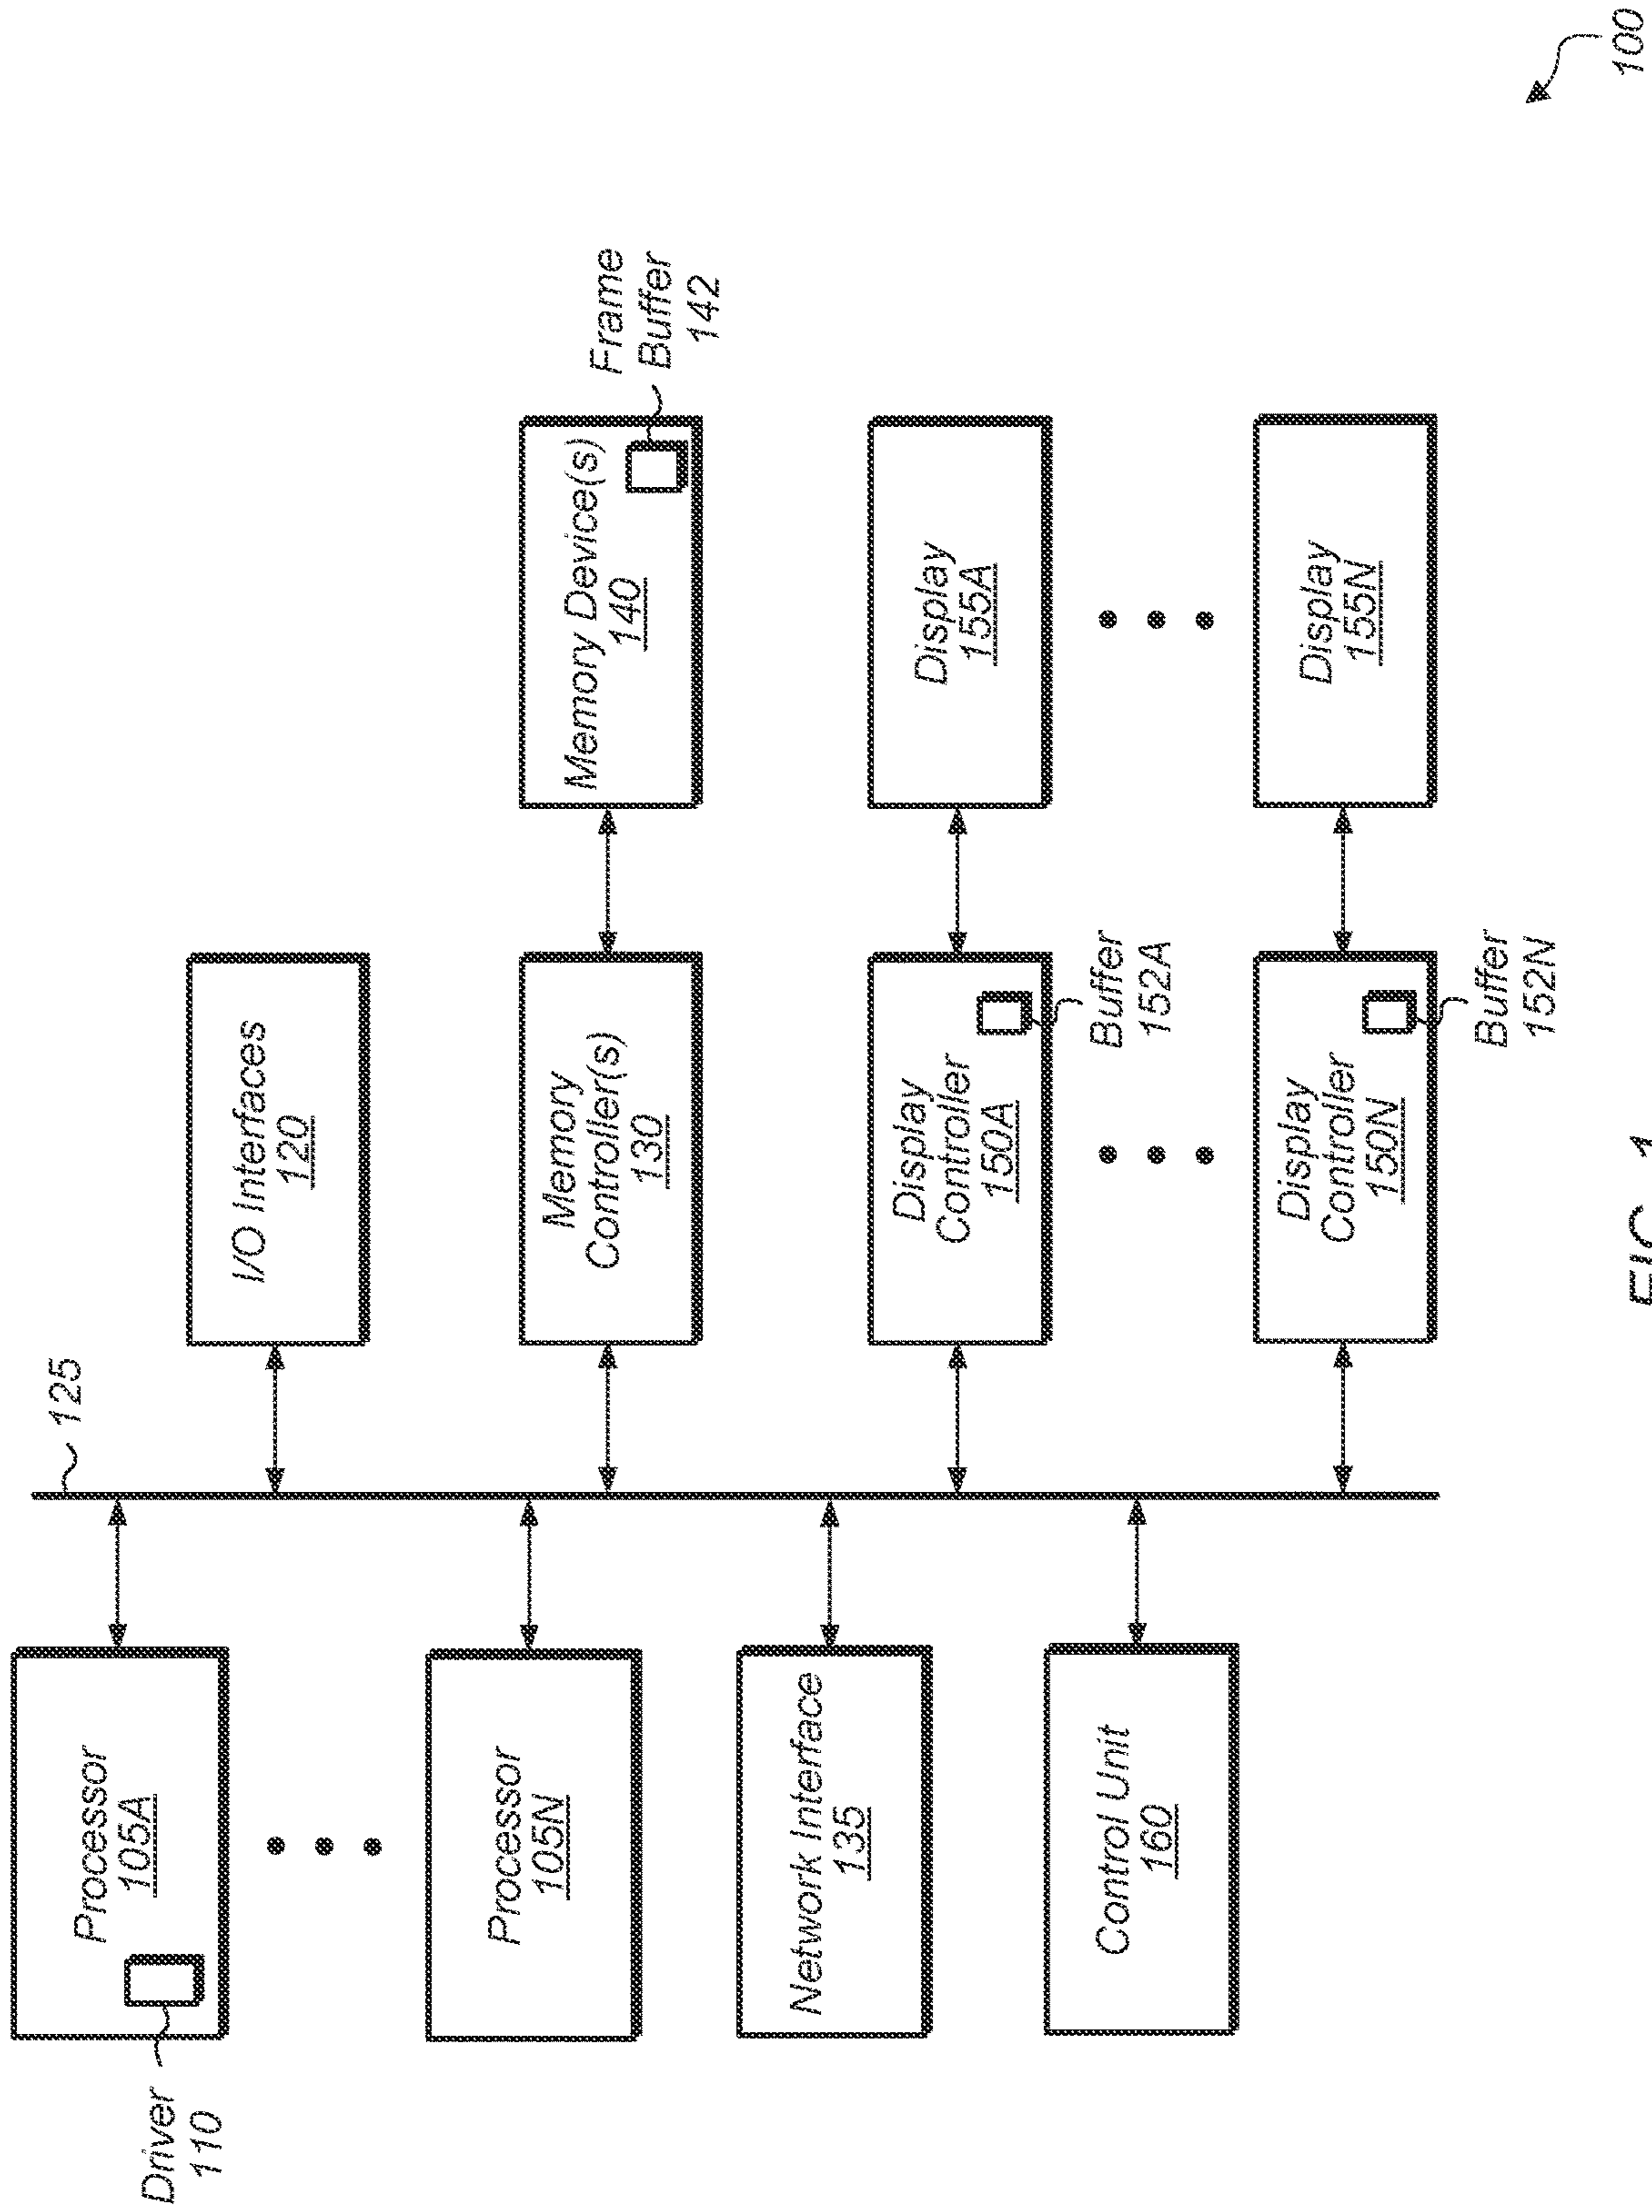 125
Processor
105A
Driver
110
Processor
105N
Network Interface
135
Control Unit
160
I/O Interfaces
120
Memory
Controller(s)
130
Memory Device(s)
140
Frame
Buffer
142
Display
Controller
150A
Buffer
152A
Display
155A
Display
Controller
150N
Buffer
152N
Display
155N
100
FIG. 1